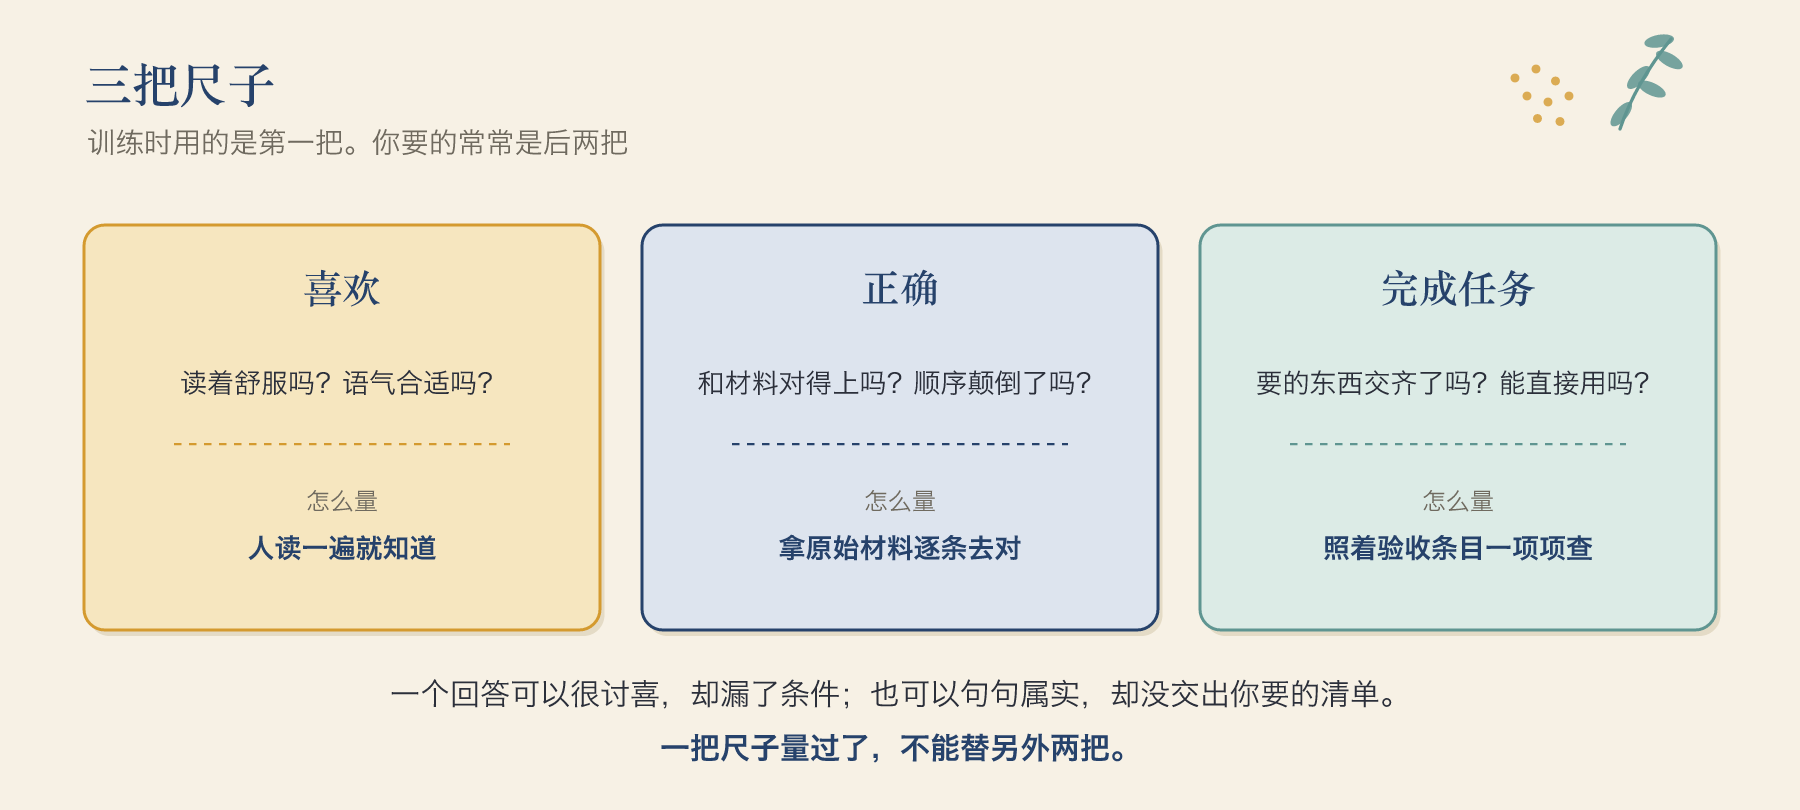 三把尺子
训练时用的是第一把。你要的常常是后两把
喜欢
读着舒服吗？语气合适吗？
怎么量
人读一遍就知道
正确
和材料对得上吗？顺序颠倒了吗？
怎么量
拿原始材料逐条去对
完成任务
要的东西交齐了吗？能直接用吗？
怎么量
照着验收条目一项项查
一个回答可以很讨喜，却漏了条件；也可以句句属实，却没交出你要的清单。
一把尺子量过了，不能替另外两把。